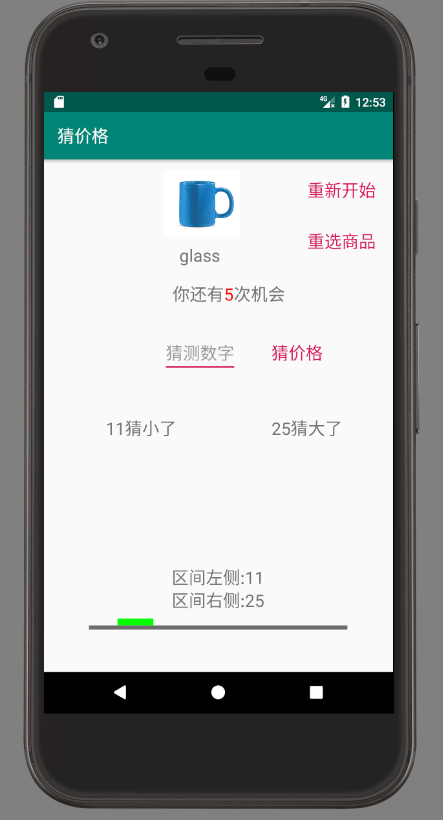 4G 12:53
猜价格
重新开始
glass
重选商品
你还有5次机会
猜测数字 猜价格
11猜小了 25猜大了
区间左侧:11
区间右侧:25